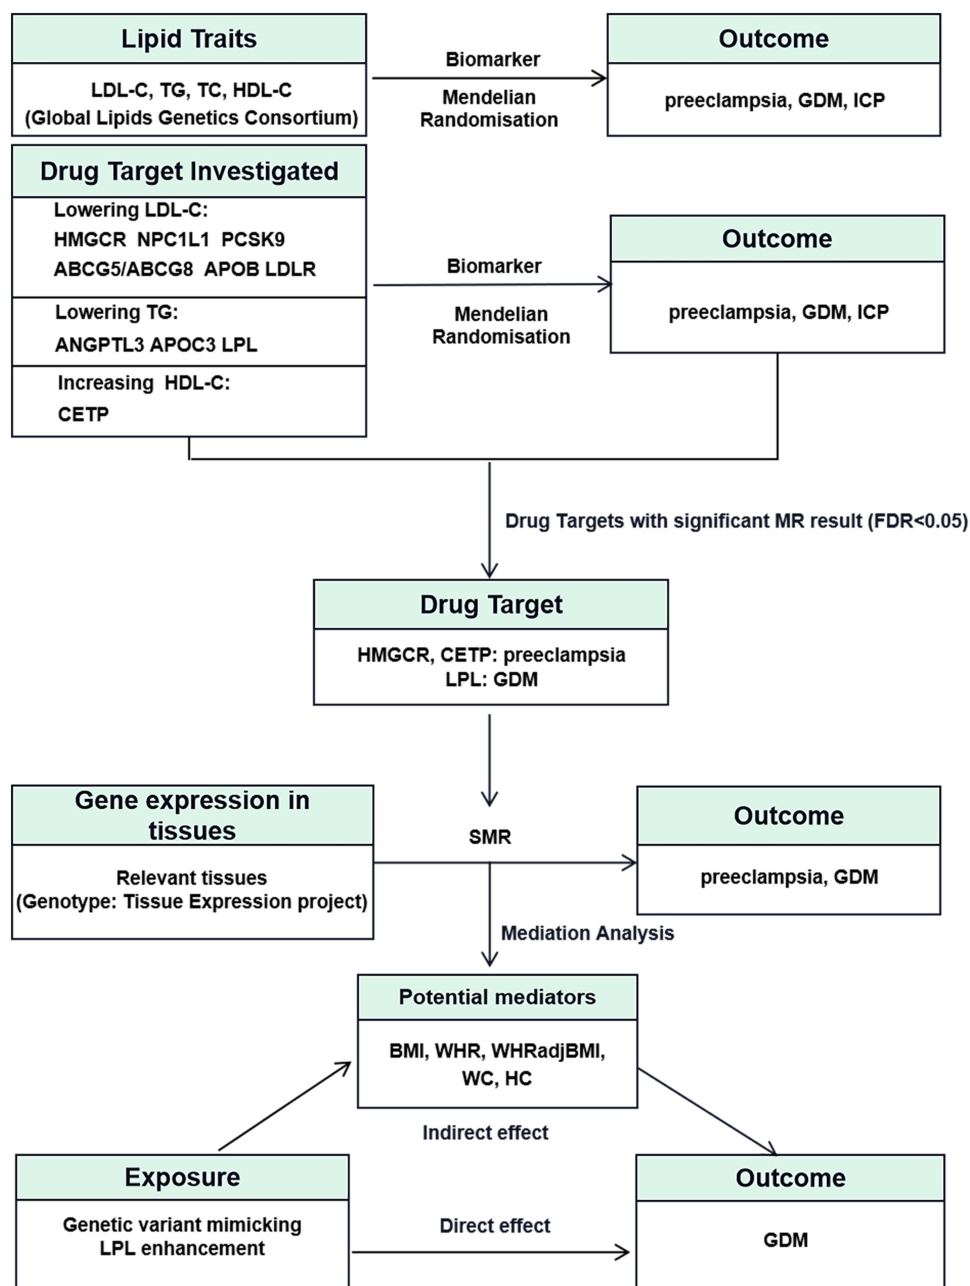 Lipid Traits
LDL-C, TG, TC, HDL-C
(Global Lipids Genetics Consortium)
Biomarker
Mendelian
Randomisation
Outcome
preeclampsia, GDM, ICP
Drug Target Investigated
Lowering LDL-C:
HMGCR NPC1L1 PCSK9
ABCG5/ABCG8 APOB LDLR
Lowering TG:
ANGPTL3 APOC3 LPL
Increasing HDL-C:
CETP
Biomarker
Mendelian
Randomisation
Outcome
preeclampsia, GDM, ICP
Drug Targets with significant MR result (FDR<0.05)
Drug Target
HMGCR, CETP: preeclampsia
LPL: GDM
Gene expression in
tissues
Relevant tissues
(Genotype: Tissue Expression project)
SMR
Outcome
preeclampsia, GDM
Mediation Analysis
Potential mediators
BMI, WHR, WHRadjBMI,
WC, HC
Indirect effect
Exposure
Genetic variant mimicking
LPL enhancement
Direct effect
Outcome
GDM